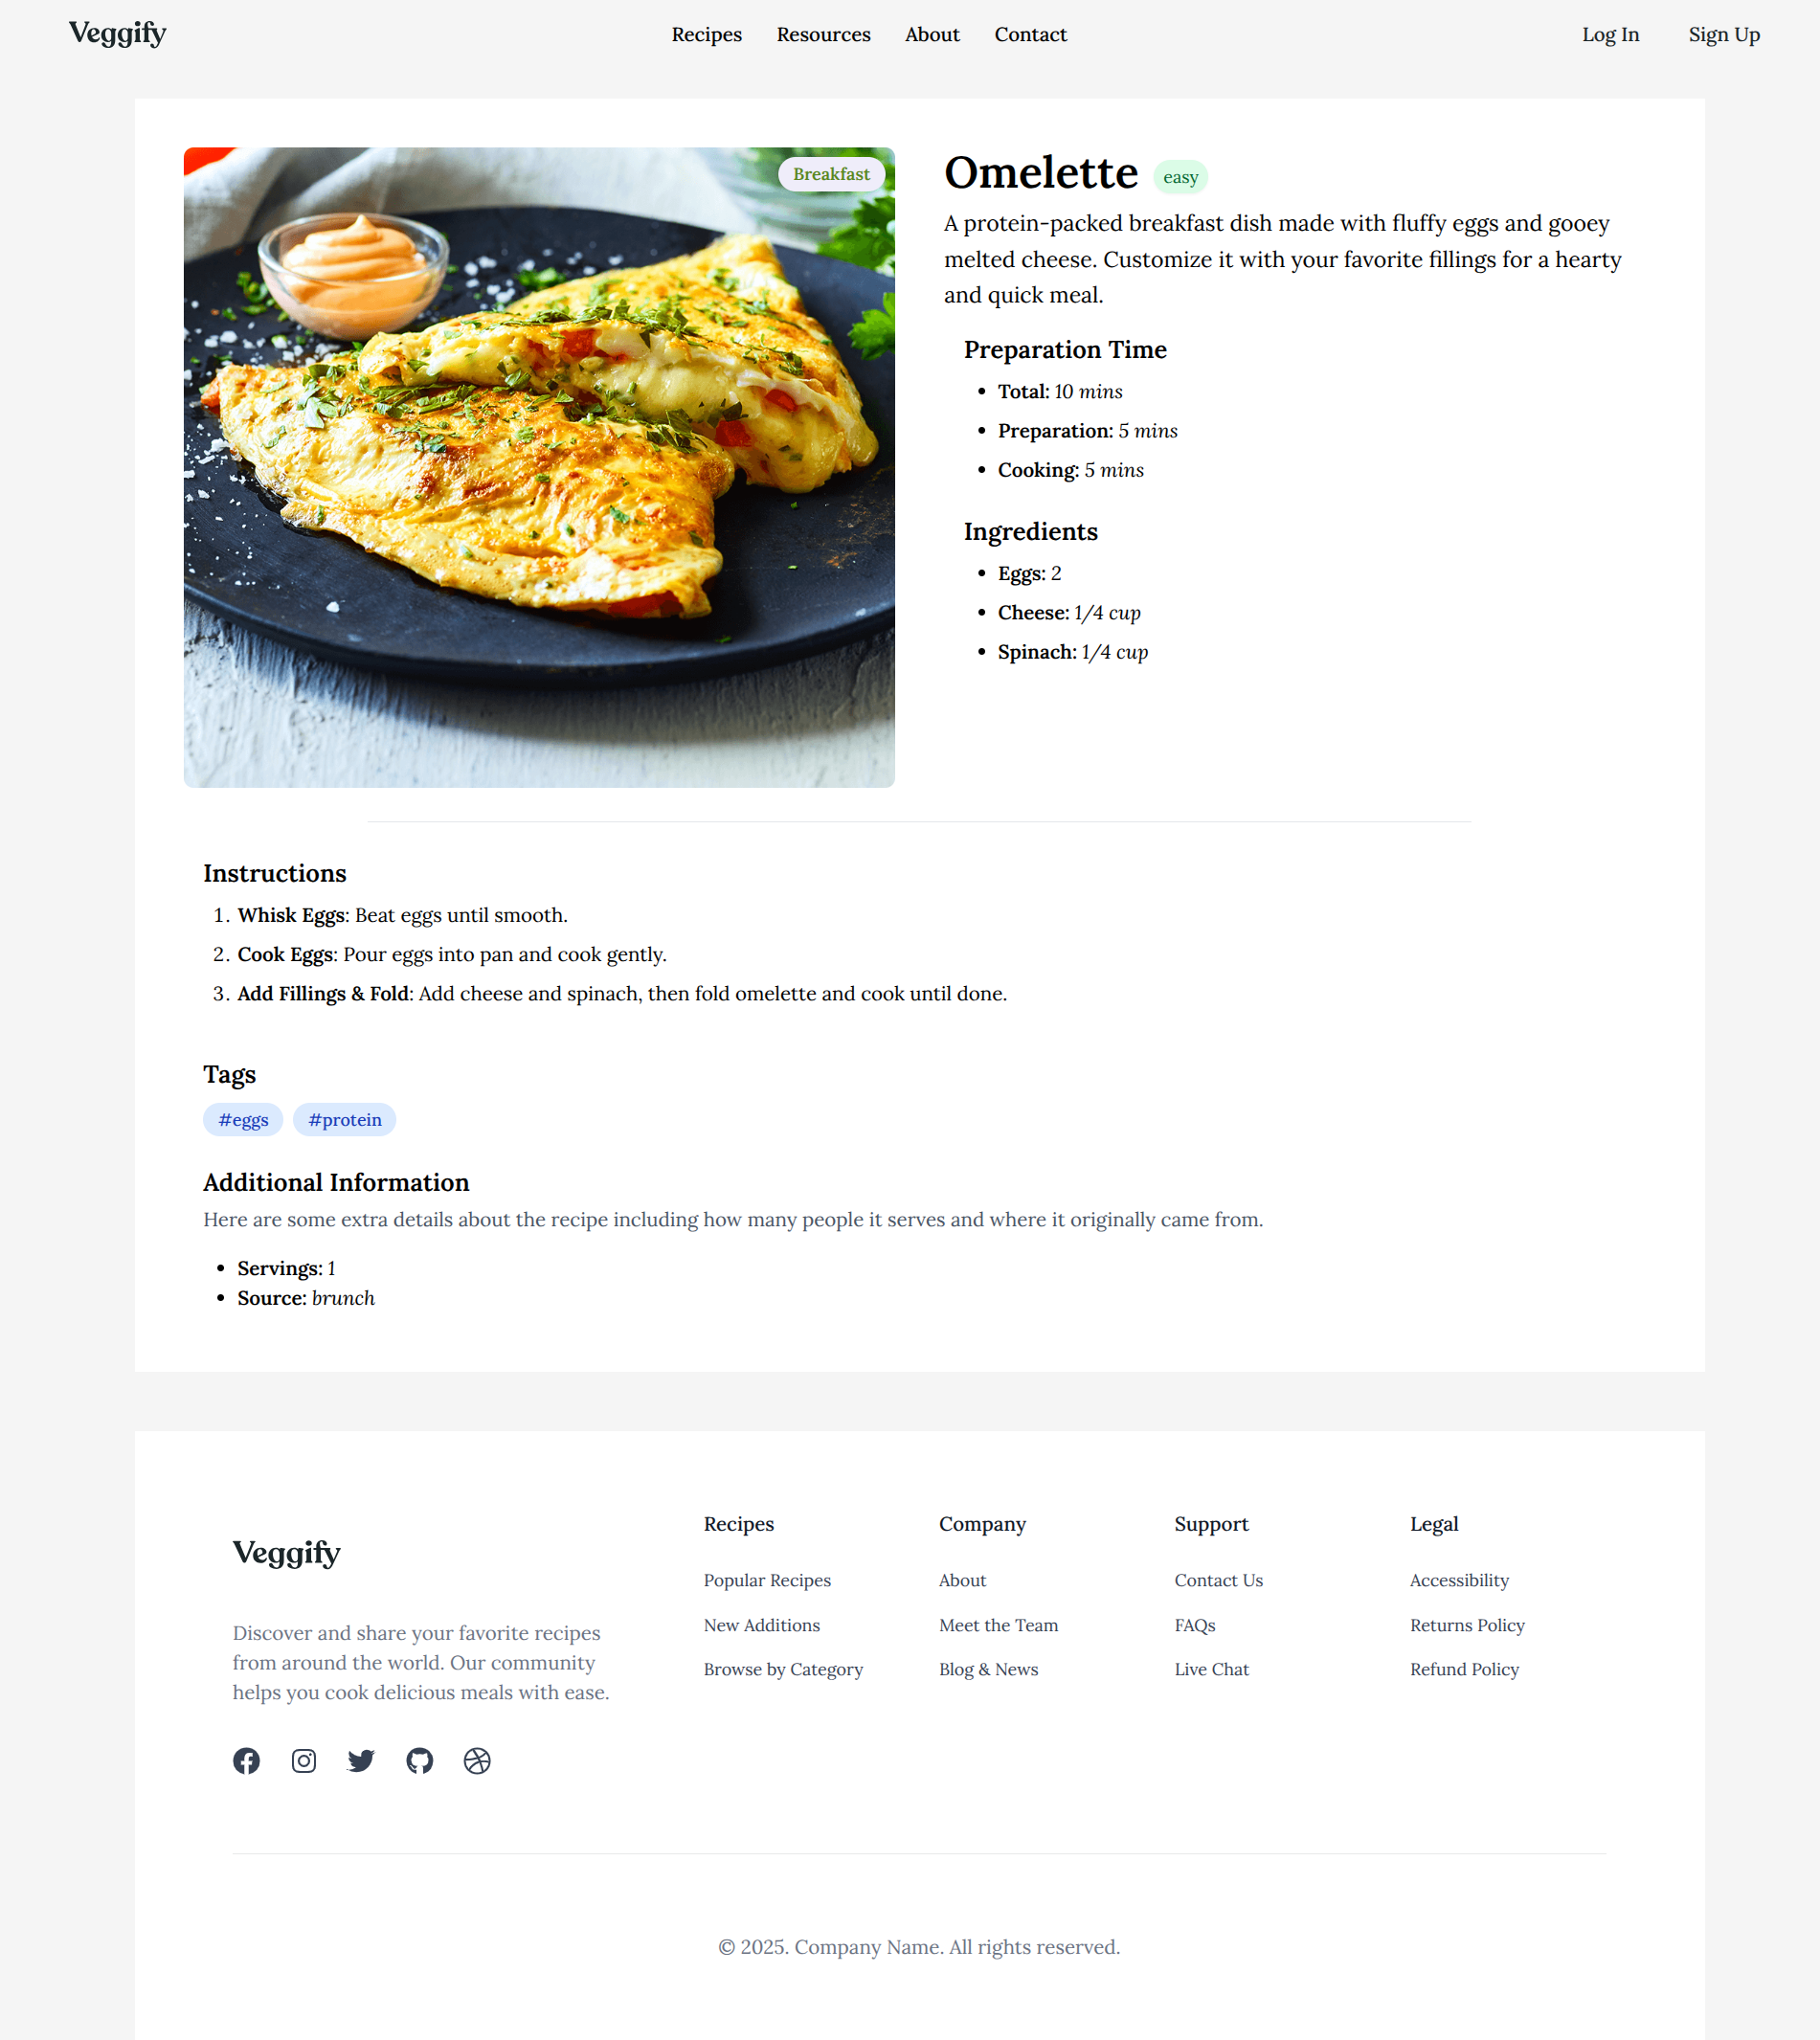 Veggify
Recipes Resources About Contact
Log In Sign Up
Breakfast
Omelette easy
A protein-packed breakfast dish made with fluffy eggs and gooey
melted cheese. Customize it with your favorite fillings for a hearty
and quick meal.
Preparation Time
• Total: 10 mins
• Preparation: 5 mins
• Cooking: 5 mins
Ingredients
• Eggs: 2
• Cheese: 1/4 cup
• Spinach: 1/4 cup
Instructions
1. Whisk Eggs: Beat eggs until smooth.
2. Cook Eggs: Pour eggs into pan and cook gently.
3. Add Fillings & Fold: Add cheese and spinach, then fold omelette and cook until done.
Tags
#eggs #protein
Additional Information
Here are some extra details about the recipe including how many people it serves and where it originally came from.
• Servings: 1
• Source: brunch
Veggify
Discover and share your favorite recipes
from around the world. Our community
helps you cook delicious meals with ease.
Recipes
Popular Recipes
New Additions
Browse by Category
Company
About
Meet the Team
Blog & News
Support
Contact Us
FAQs
Live Chat
Legal
Accessibility
Returns Policy
Refund Policy
© 2025. Company Name. All rights reserved.